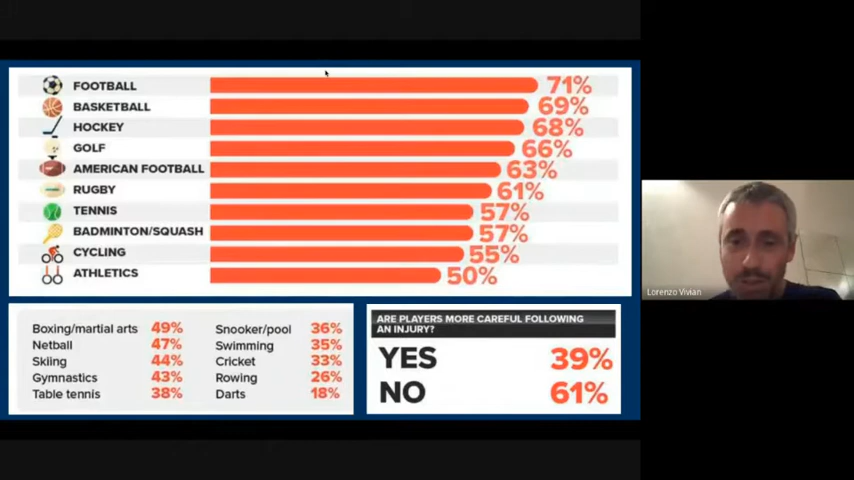 FOOTBALL 71%
BASKETBALL 69%
HOCKEY 68%
GOLF 66%
AMERICAN FOOTBALL 63%
RUGBY 61%
TENNIS 57%
BADMINTON/SQUASH 57%
CYCLING 55%
ATHLETICS 50%
Boxing/martial arts 49% Snooker/pool 36%
Netball 47% Swimming 35%
Skiing 44% Cricket 33%
Gymnastics 43% Rowing 26%
Table tennis 38% Darts 18%
ARE PLAYERS MORE CAREFUL FOLLOWING
AN INJURY?
YES 39%
NO 61%
Lorenzo Vivian